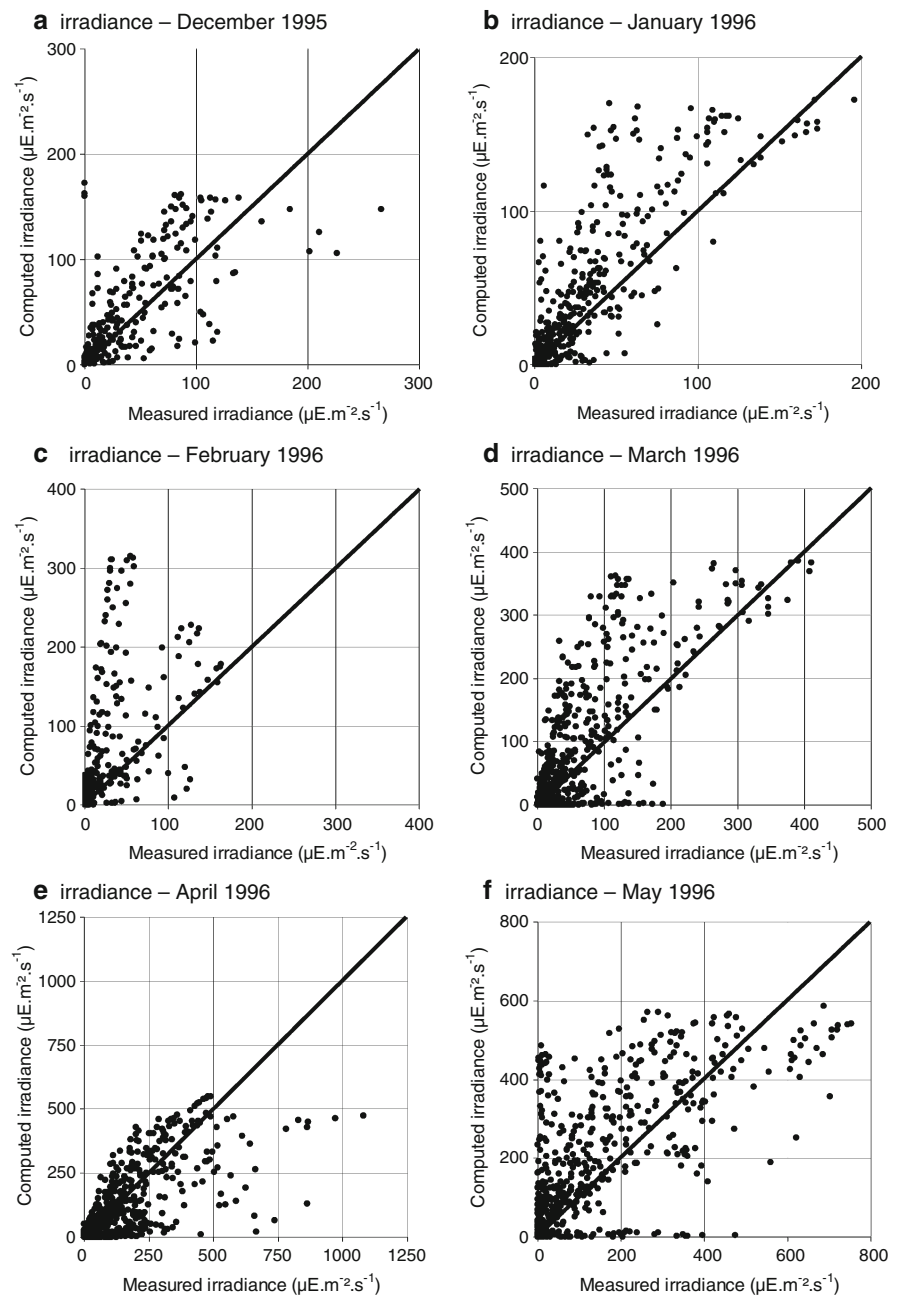 a irradiance – December 1995
300
200
100
0
0 100 200 300
Computed irradiance (µE.m⁻².s⁻¹)
Measured irradiance (µE.m⁻².s⁻¹)
b irradiance – January 1996
200
100
0
0 100 200
Computed irradiance (µE.m⁻².s⁻¹)
Measured irradiance (µE.m⁻².s⁻¹)
c irradiance – February 1996
400
300
200
100
0
0 100 200 300 400
Computed irradiance (µE.m⁻².s⁻¹)
Measured irradiance (µE.m⁻².s⁻¹)
d irradiance – March 1996
500
400
300
200
100
0
0 100 200 300 400 500
Computed irradiance (µE.m⁻².s⁻¹)
Measured irradiance (µE.m⁻².s⁻¹)
e irradiance – April 1996
1250
1000
750
500
250
0
0 250 500 750 1000 1250
Computed irradiance (µE.m⁻².s⁻¹)
Measured irradiance (µE.m⁻².s⁻¹)
f irradiance – May 1996
800
600
400
200
0
0 200 400 600 800
Computed irradiance (µE.m⁻².s⁻¹)
Measured irradiance (µE.m⁻².s⁻¹)